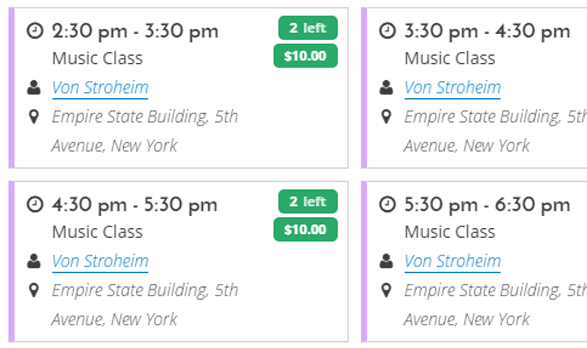 2:30 pm - 3:30 pm
2 left
Music Class
$10.00
Von Stroheim
Empire State Building, 5th
Avenue, New York
3:30 pm - 4:30 pm
Music Class
Von Stroheim
Empire State Building,
Avenue, New York
4:30 pm - 5:30 pm
2 left
Music Class
$10.00
Von Stroheim
Empire State Building, 5th
Avenue, New York
5:30 pm - 6:30 pm
Music Class
Von Stroheim
Empire State Building,
Avenue, New York